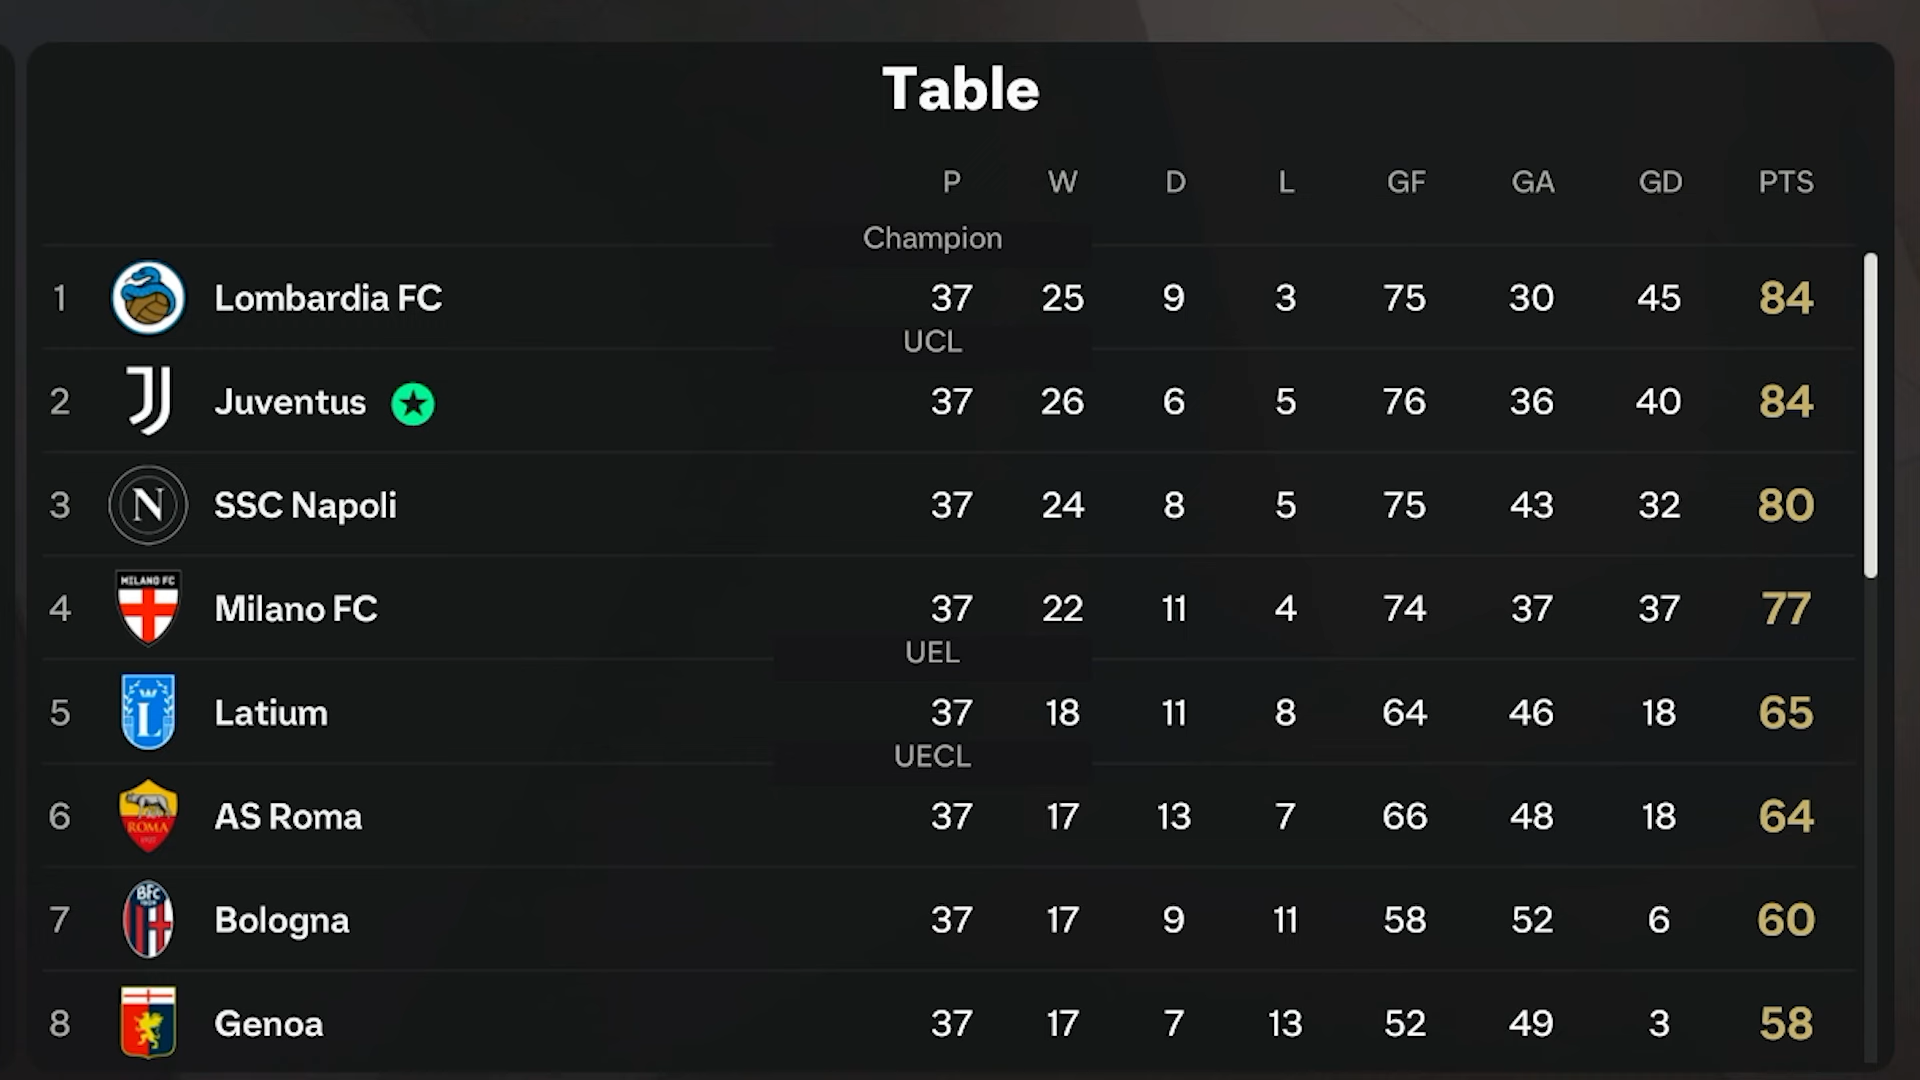 Table
P W D L GF GA GD PTS
Champion
1 Lombardia FC 37 25 9 3 75 30 45 84
UCL
2 Juventus 37 26 6 5 76 36 40 84
3 N SSC Napoli 37 24 8 5 75 43 32 80
4 MILANO FC Milano FC 37 22 11 4 74 37 37 77
UEL
5 L Latium 37 18 11 8 64 46 18 65
UECL
6 ROMA AS Roma 37 17 13 7 66 48 18 64
7 BFC Bologna 37 17 9 11 58 52 6 60
8 Genoa 37 17 7 13 52 49 3 58